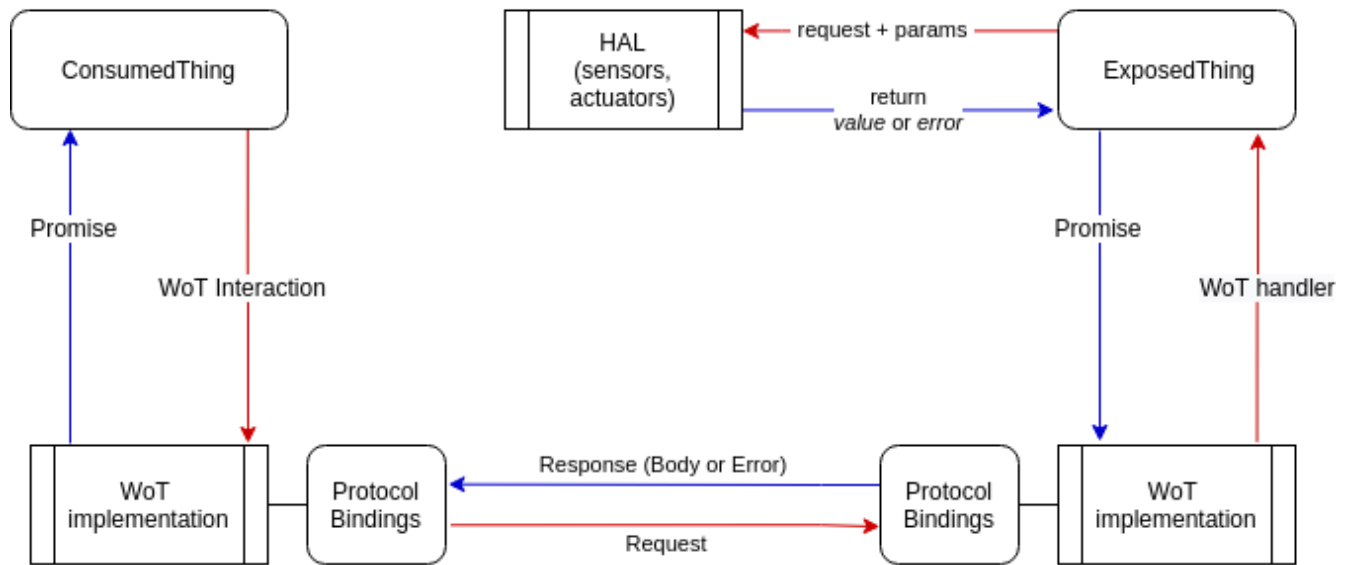 ConsumedThing
HAL
(sensors,
actuators)
request + params
return
value or error
ExposedThing
Promise
WoT Interaction
Promise
WoT handler
WoT
implementation
Protocol
Bindings
Response (Body or Error)
Request
Protocol
Bindings
WoT
implementation